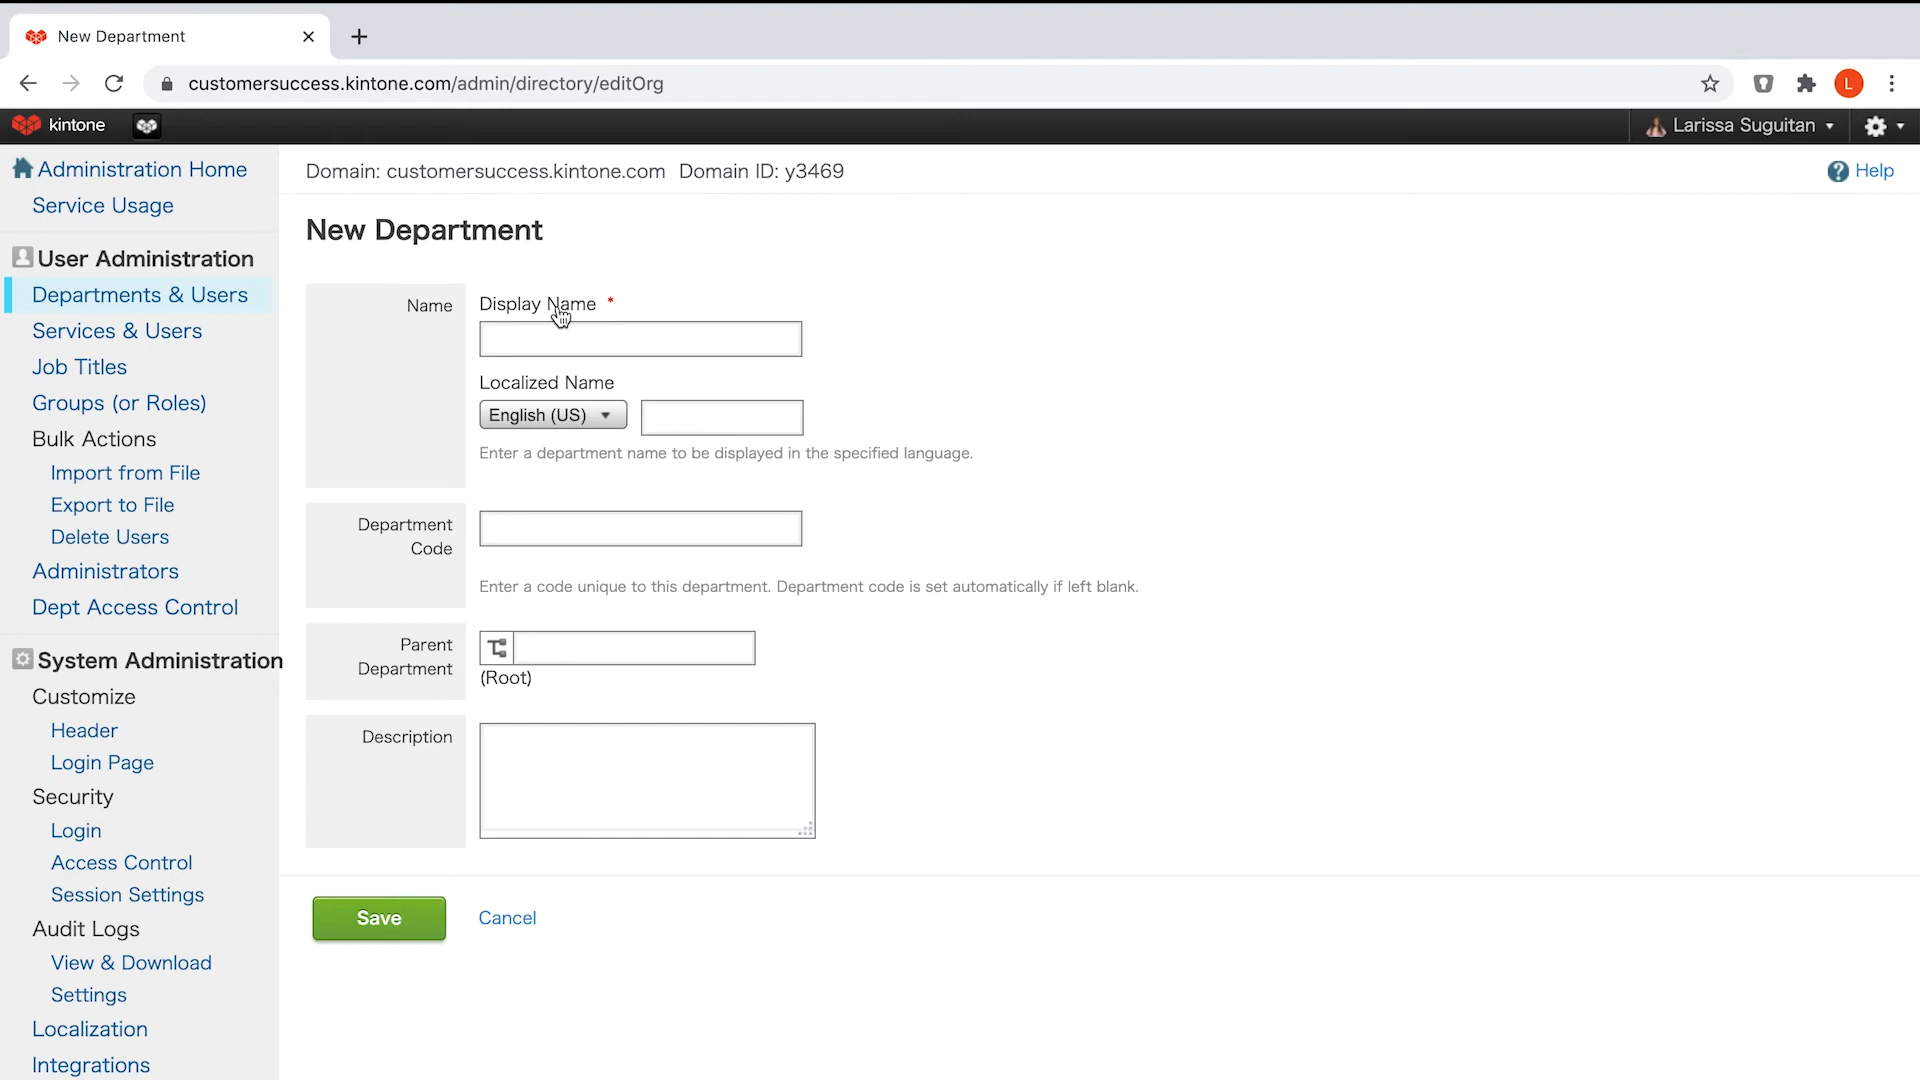 New Department
customersuccess.kintone.com/admin/directory/editOrg
L
kintone
Larissa Suguitan
Administration Home
Service Usage
User Administration
Departments & Users
Services & Users
Job Titles
Groups (or Roles)
Bulk Actions
Import from File
Export to File
Delete Users
Administrators
Dept Access Control
System Administration
Customize
Header
Login Page
Security
Login
Access Control
Session Settings
Audit Logs
View & Download
Settings
Localization
Integrations
Domain: customersuccess.kintone.com Domain ID: y3469
? Help
New Department
Name
Display Name *
Localized Name
English (US)
Enter a department name to be displayed in the specified language.
Department
Code
Enter a code unique to this department. Department code is set automatically if left blank.
Parent
Department
(Root)
Description
Save
Cancel